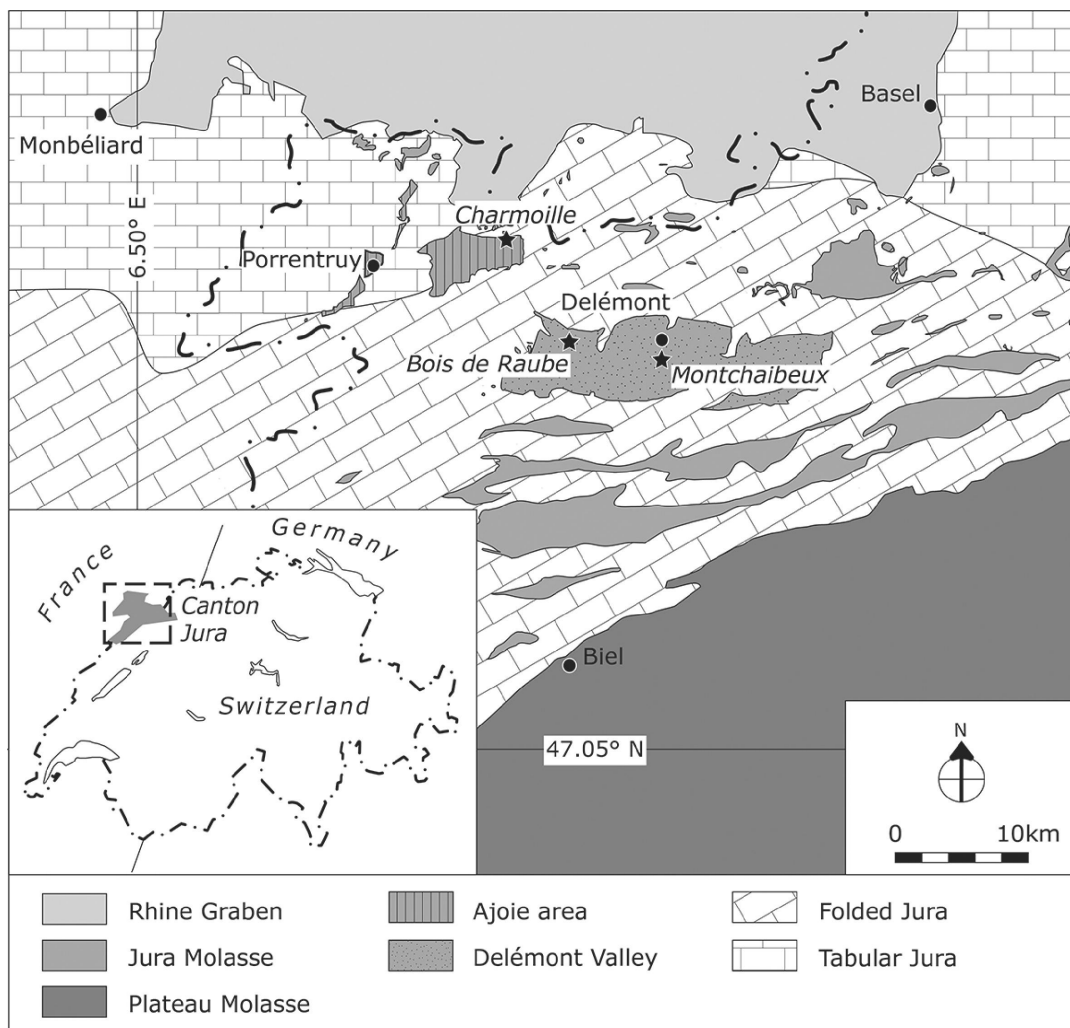 Basel
Monbéliard
6.50° E
Charmoille
Porrentruy
Delémont
Bois de Raube
Montchaibeux
Germany
France
Canton
Jura
Switzerland
Biel
47.05° N
N
0 10km
Rhine Graben
Ajoie area
Folded Jura
Jura Molasse
Delémont Valley
Tabular Jura
Plateau Molasse